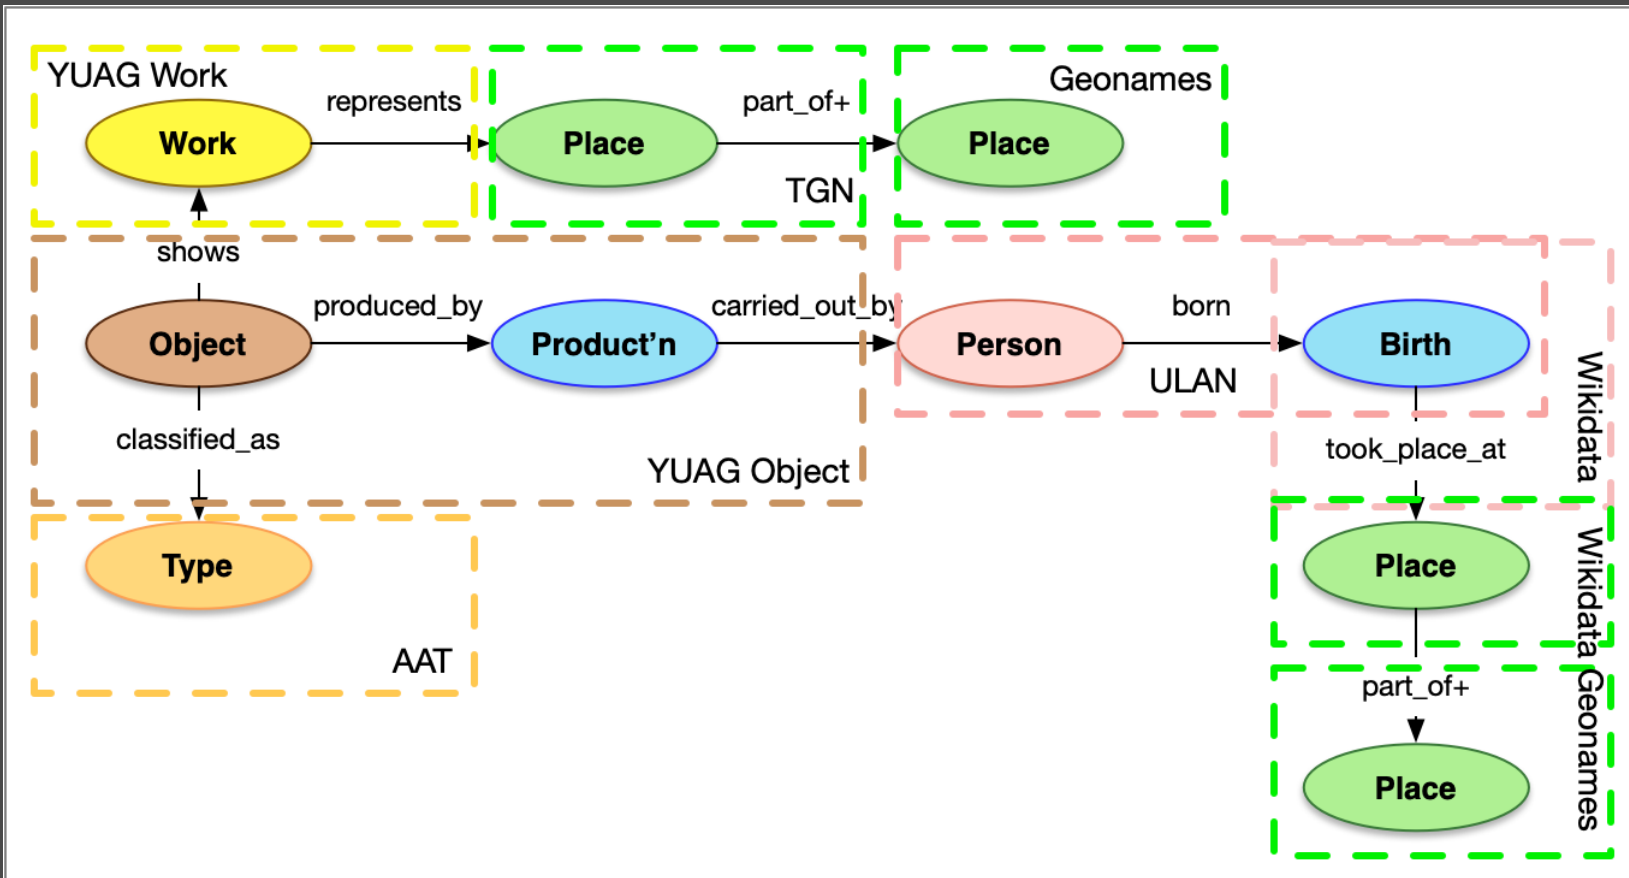 YUAG Work
Geonames
represents
part_of+
Work
Place
Place
TGN
shows
produced_by
carried_out_by
born
Object
Product’n
Person
Birth
ULAN
Wikidata
classified_as
took_place_at
YUAG Object
Type
Place
Wikidata
AAT
part_of+
Geonames
Place